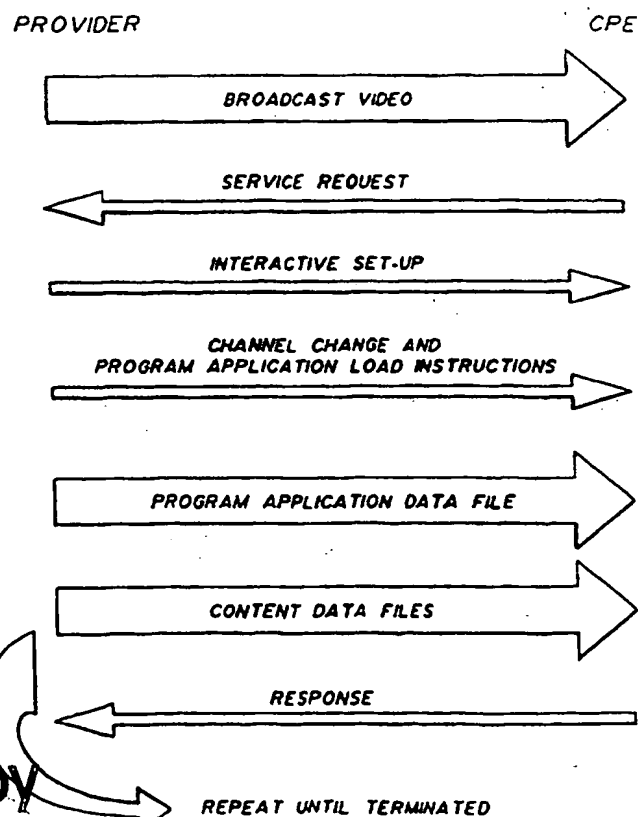 PROVIDER CPE
BROADCAST VIDEO
SERVICE REQUEST
INTERACTIVE SET-UP
CHANNEL CHANGE AND
PROGRAM APPLICATION LOAD INSTRUCTIONS
PROGRAM APPLICATION DATA FILE
CONTENT DATA FILES
RESPONSE
REPEAT UNTIL TERMINATED